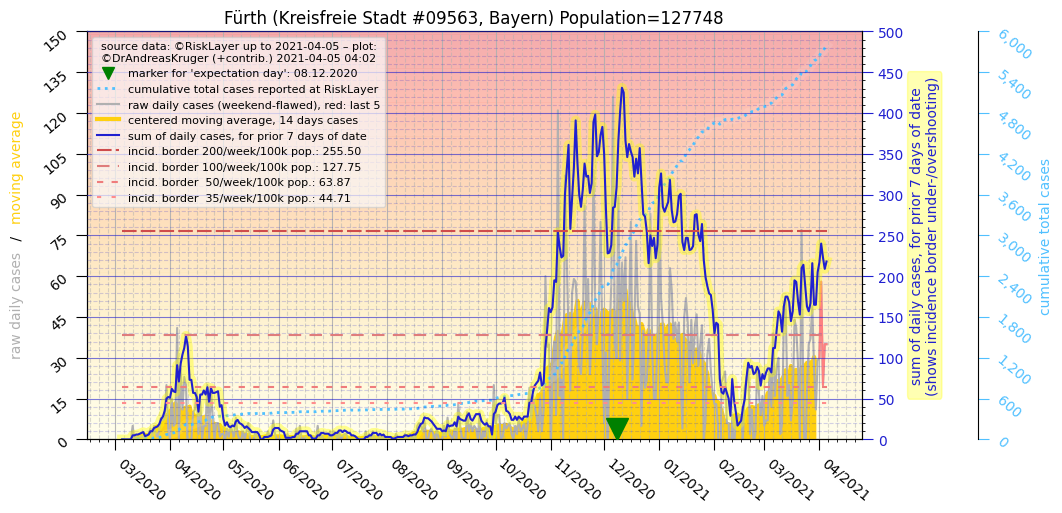 Fürth (Kreisfreie Stadt #09563, Bayern) Population=127748
source data: ©RiskLayer up to 2021-04-05 – plot:
©DrAndreasKruger (+contrib.) 2021-04-05 04:02
marker for 'expectation day': 08.12.2020
cumulative total cases reported at RiskLayer
raw daily cases (weekend-flawed), red: last 5
centered moving average, 14 days cases
sum of daily cases, for prior 7 days of date
incid. border 200/week/100k pop.: 255.50
incid. border 100/week/100k pop.: 127.75
incid. border  50/week/100k pop.: 63.87
incid. border  35/week/100k pop.: 44.71
raw daily cases / moving average
150
135
120
105
90
75
60
45
30
15
0
03/2020
04/2020
05/2020
06/2020
07/2020
08/2020
09/2020
10/2020
11/2020
12/2020
01/2021
02/2021
03/2021
04/2021
500
450
400
350
300
250
200
150
100
50
0
sum of daily cases, for prior 7 days of date
(shows incidence border under-/overshooting)
6,000
5,400
4,800
4,200
3,600
3,000
2,400
1,800
1,200
600
0
cumulative total cases